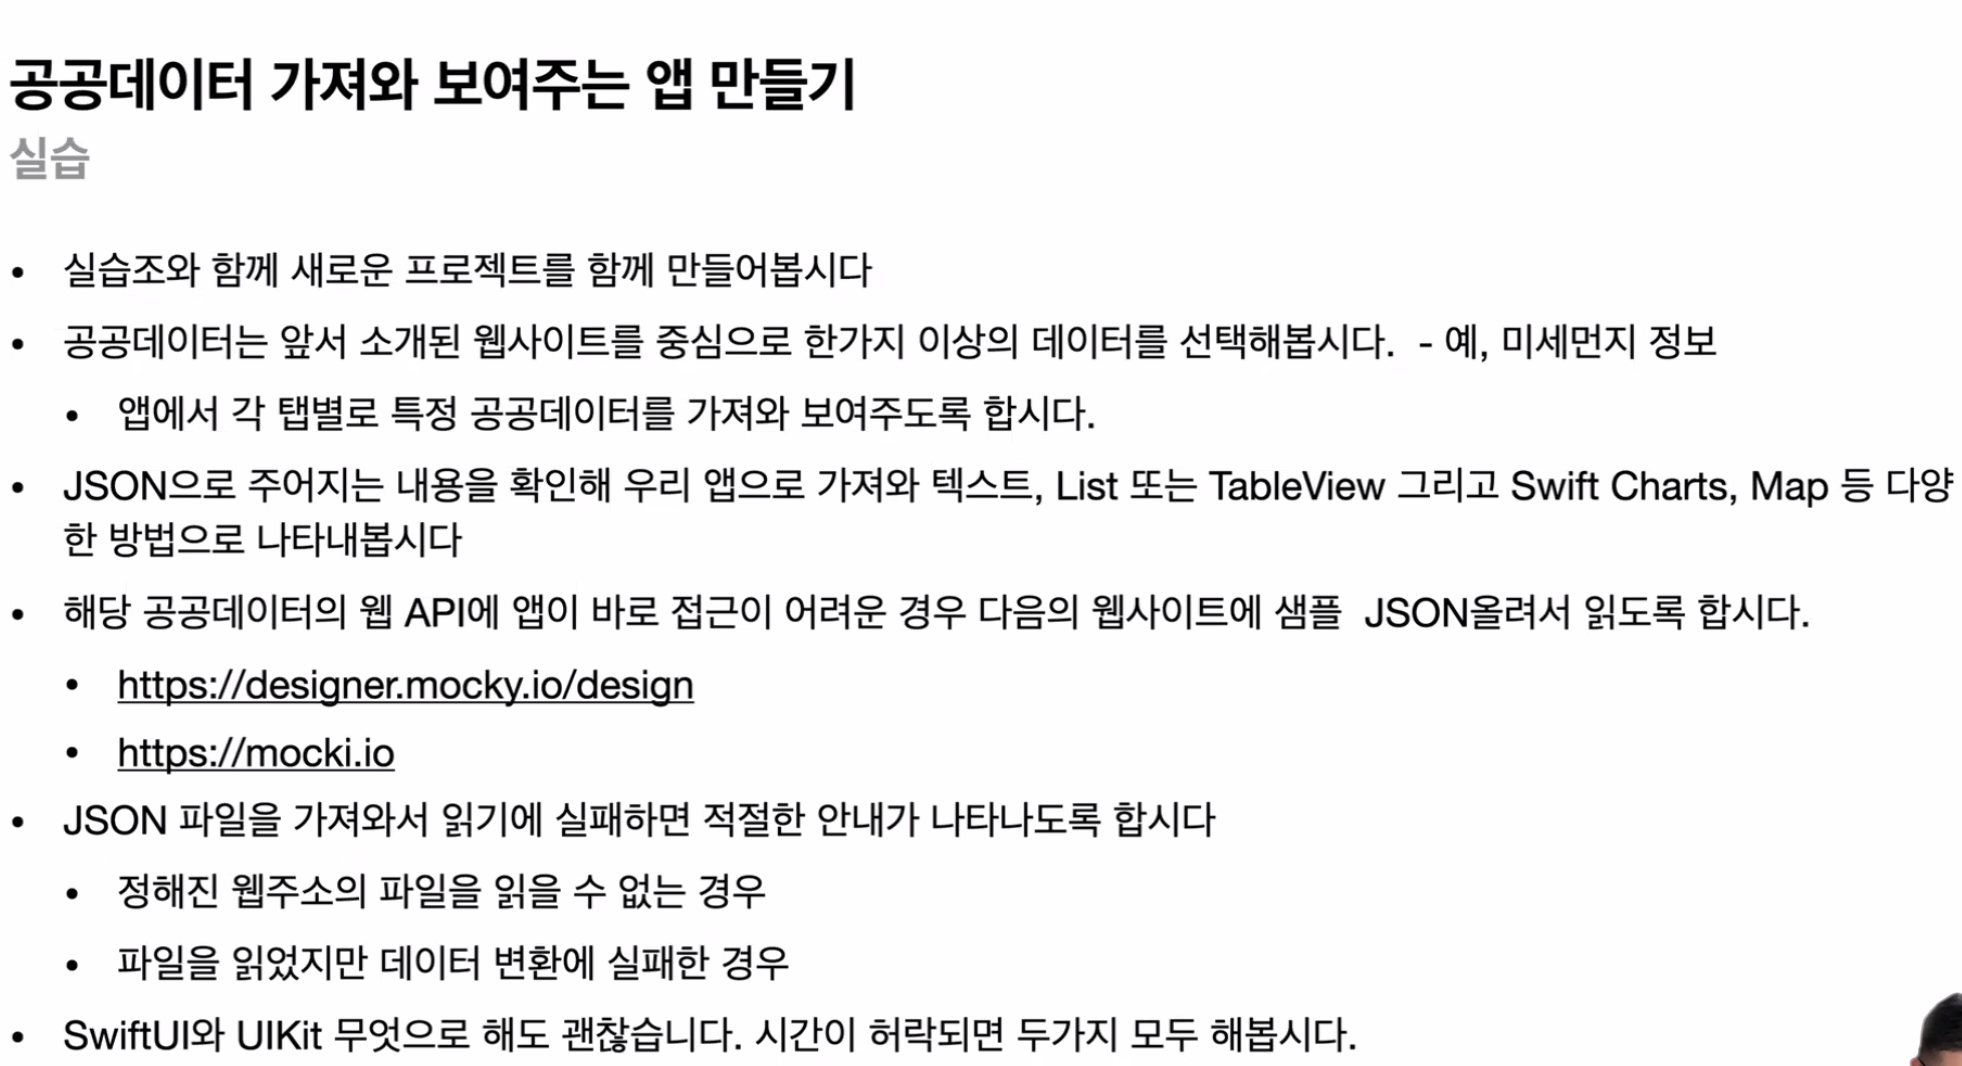 공공데이터 가져와 보여주는 앱 만들기
실습
• 실습조와 함께 새로운 프로젝트를 함께 만들어봅시다
• 공공데이터는 앞서 소개된 웹사이트를 중심으로 한가지 이상의 데이터를 선택해봅시다. - 예, 미세먼지 정보
• 앱에서 각 탭별로 특정 공공데이터를 가져와 보여주도록 합시다.
• JSON으로 주어지는 내용을 확인해 우리 앱으로 가져와 텍스트, List 또는 TableView 그리고 Swift Charts, Map 등 다양
한 방법으로 나타내봅시다
• 해당 공공데이터의 웹 API에 앱이 바로 접근이 어려운 경우 다음의 웹사이트에 샘플 JSON올려서 읽도록 합시다.
• https://designer.mocky.io/design
• https://mocki.io
• JSON 파일을 가져와서 읽기에 실패하면 적절한 안내가 나타나도록 합시다
• 정해진 웹주소의 파일을 읽을 수 없는 경우
• 파일을 읽었지만 데이터 변환에 실패한 경우
• SwiftUI와 UIKit 무엇으로 해도 괜찮습니다. 시간이 허락되면 두가지 모두 해봅시다.